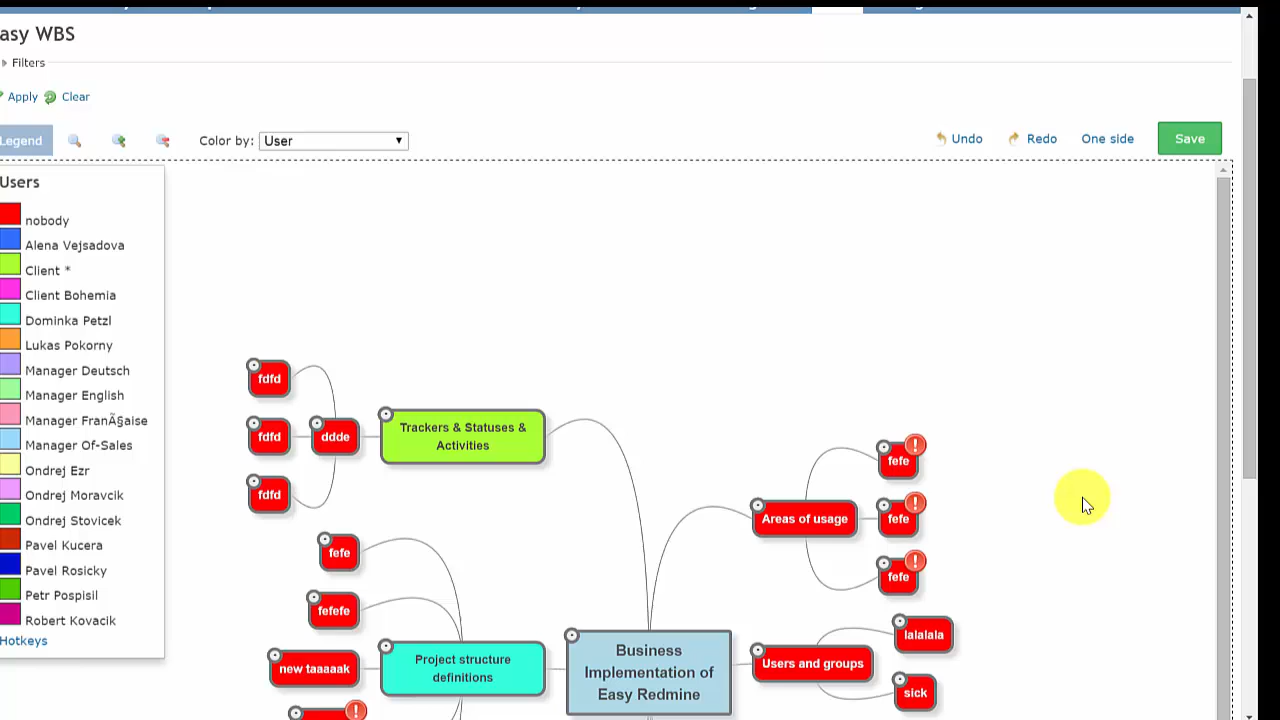 asy WBS
Filters
Apply
Clear
Legend
Color by:
User
Undo
Redo
One side
Save
Users
nobody
Alena Vejsadova
Client *
Client Bohemia
Dominka Petzl
Lukas Pokorny
Manager Deutsch
Manager English
Manager FranÃ§aise
Manager Of-Sales
Ondrej Ezr
Ondrej Moravcik
Ondrej Stovicek
Pavel Kucera
Pavel Rosicky
Petr Pospisil
Robert Kovacik
Hotkeys
fdfd
fdfd
fdfd
ddde
Trackers & Statuses &
Activities
fefe
fefefe
new taaaaak
Project structure
definitions
Business
Implementation of
Easy Redmine
Areas of usage
fefe
!
fefe
!
fefe
!
Users and groups
lalalala
sick
!